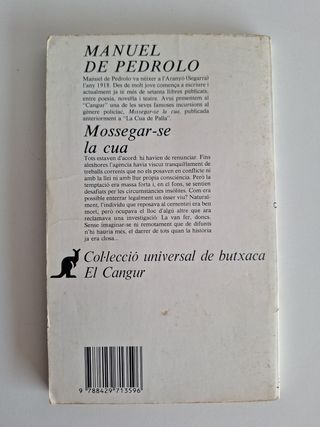 MANUEL
DE PEDROLO
Manuel de Pedrolo va néixer a l'Aranyó (Segarra)
l'any 1918. Des de molt jove comença a escriure i
actualment ja té més de setanta llibres publicats,
entre poesia, novel·la i teatre. Avui presentem al
"Cangur" una de les seves famoses incursions al
gènere policíac, Mossegar-se la cua, publicada
anteriorment a "La Cua de Palla".
Mossegar-se
la cua
Tots estaven d'acord: hi havien de renunciar. Fins
aleshores l'agència havia viscut tranquil·lament de
treballs corrents que no els posaven en conflicte ni
amb la llei ni amb llur pròpia consciència. Però la
temptació era massa forta i, en el fons, se sentien
desafiats per les circumstàncies insòlites. Com era
possible enterrar legalment un ésser viu? Natural-
ment, l'individu que reposava al cementiri era ben
mort, però ocupava el lloc d'algú altre que ara
reclamava una investigació. La van fer, doncs.
Sense imaginar-se ni remotament que de difunts
n'hi hauria més, el darrer de tots quan la història
ja era closa...
Col·lecció universal de butxaca
El Cangur
9 788429 713596